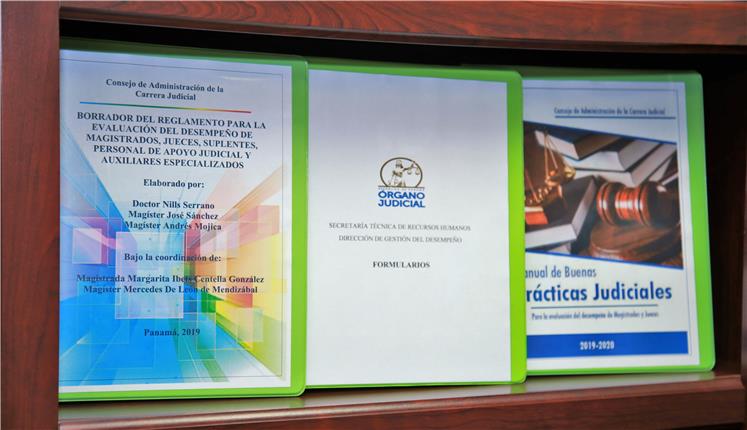 Consejo de Administración de la
Carrera Judicial
BORRADOR DEL REGLAMENTO PARA LA
EVALUACIÓN DEL DESEMPEÑO DE
MAGISTRADOS, JUECES, SUPLENTES,
PERSONAL DE APOYO JUDICIAL Y
AUXILIARES ESPECIALIZADOS
Elaborado por:
Doctor Nills Serrano
Magíster José Sánchez
Magíster Andrés Mojica
Bajo la coordinación de:
Magistrada Margarita Ibets Centella González
Magíster Mercedes De León de Mendizábal
Panamá, 2019
ÓRGANO
JUDICIAL
SECRETARÍA TÉCNICA DE RECURSOS HUMANOS
DIRECCIÓN DE GESTIÓN DEL DESEMPEÑO
FORMULARIOS
Consejo de Administración de la Carrera Judicial
anual de Buenas
rácticas Judiciales
Para la evaluación del desempeño de Magistrados y Jueces
2019-2020